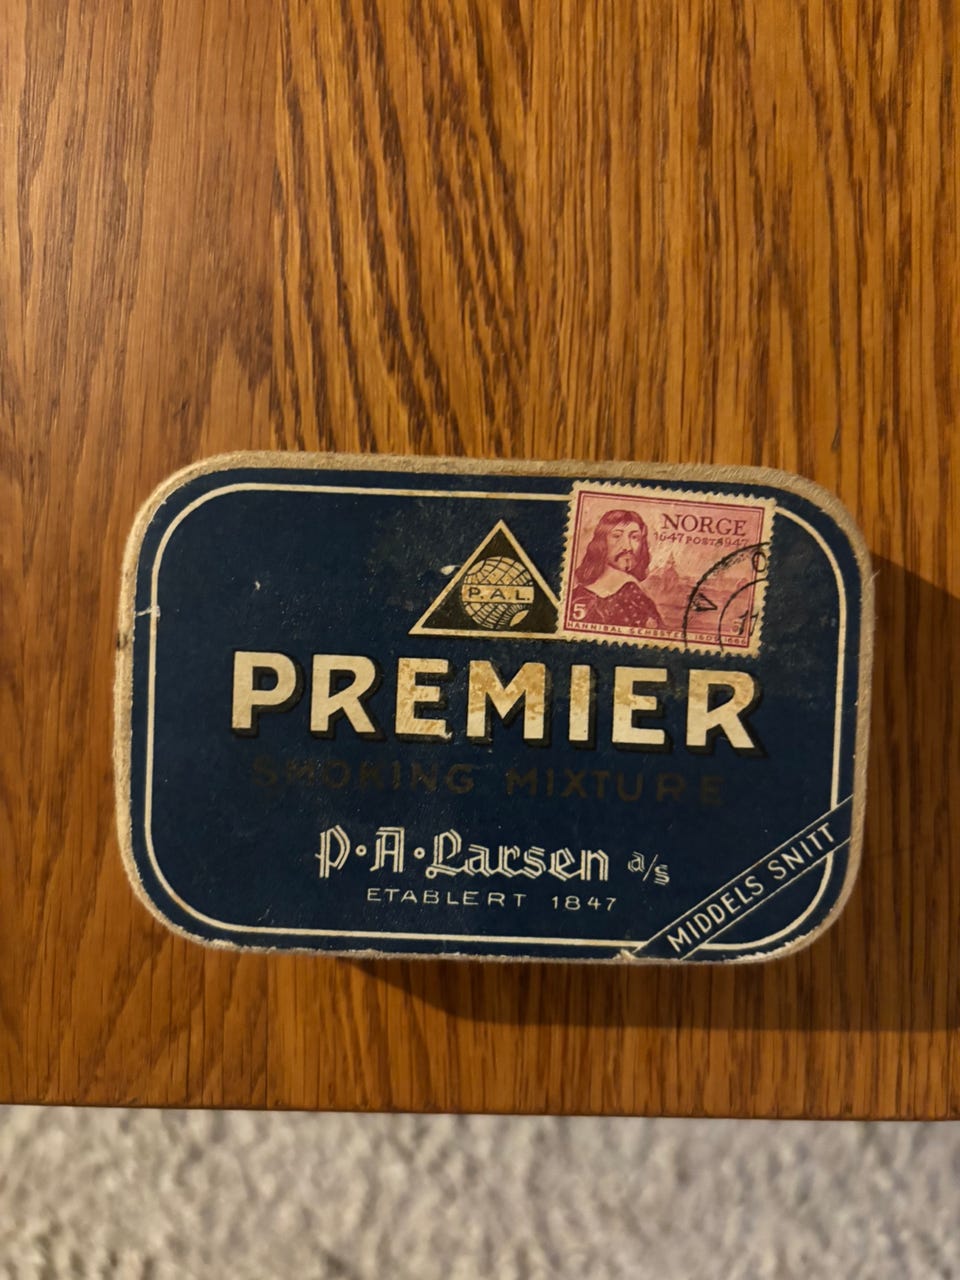 NORGE
1647 POST 1947
P.A.L.
5
HANNIBAL SEHESTED 1609-1666
PREMIER
SMOKING MIXTURE
P·A·Larsen a/s
ETABLERT 1847
MIDDELS SNITT